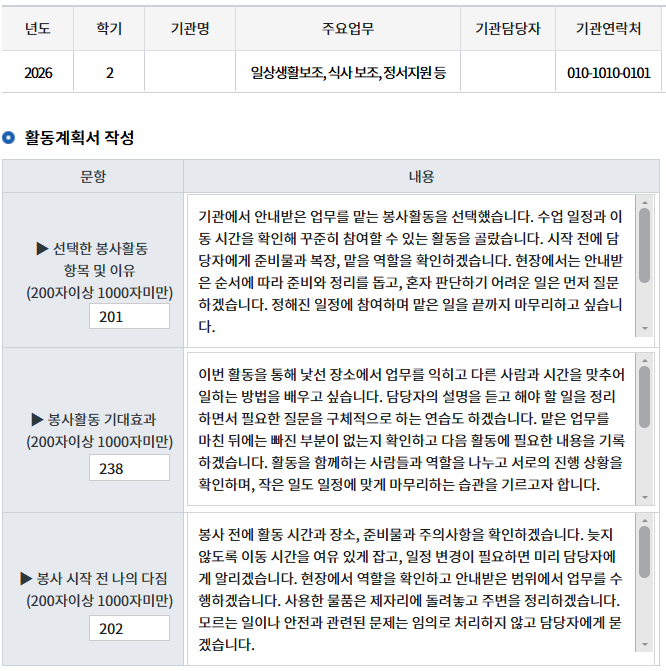 년도 학기 기관명 주요업무 기관담당자 기관연락처
2026 2 일상생활보조, 식사 보조, 정서지원 등 010-1010-0101
활동계획서 작성
문항 내용
▶ 선택한 봉사활동
항목 및 이유
(200자이상 1000자미만)
201
기관에서 안내받은 업무를 맡는 봉사활동을 선택했습니다. 수업 일정과 이
동 시간을 확인해 꾸준히 참여할 수 있는 활동을 골랐습니다. 시작 전에 담
당자에게 준비물과 복장, 맡을 역할을 확인하겠습니다. 현장에서는 안내받
은 순서에 따라 준비와 정리를 돕고, 혼자 판단하기 어려운 일은 먼저 질문
하겠습니다. 정해진 일정에 참여하며 맡은 일을 끝까지 마무리하고 싶습니
다.
▶ 봉사활동 기대효과
(200자이상 1000자미만)
238
이번 활동을 통해 낯선 장소에서 업무를 익히고 다른 사람과 시간을 맞추어
일하는 방법을 배우고 싶습니다. 담당자의 설명을 듣고 해야 할 일을 정리
하면서 필요한 질문을 구체적으로 하는 연습도 하겠습니다. 맡은 업무를
마친 뒤에는 빠진 부분이 없는지 확인하고 다음 활동에 필요한 내용을 기록
하겠습니다. 활동을 함께하는 사람들과 역할을 나누고 서로의 진행 상황을
확인하며, 작은 일도 일정에 맞게 마무리하는 습관을 기르고자 합니다.
▶ 봉사 시작 전 나의 다짐
(200자이상 1000자미만)
202
봉사 전에 활동 시간과 장소, 준비물과 주의사항을 확인하겠습니다. 늦지
않도록 이동 시간을 여유 있게 잡고, 일정 변경이 필요하면 미리 담당자에
게 알리겠습니다. 현장에서 역할을 확인하고 안내받은 범위에서 업무를 수
행하겠습니다. 사용한 물품은 제자리에 돌려놓고 주변을 정리하겠습니다.
모르는 일이나 안전과 관련된 문제는 임의로 처리하지 않고 담당자에게 묻
겠습니다.